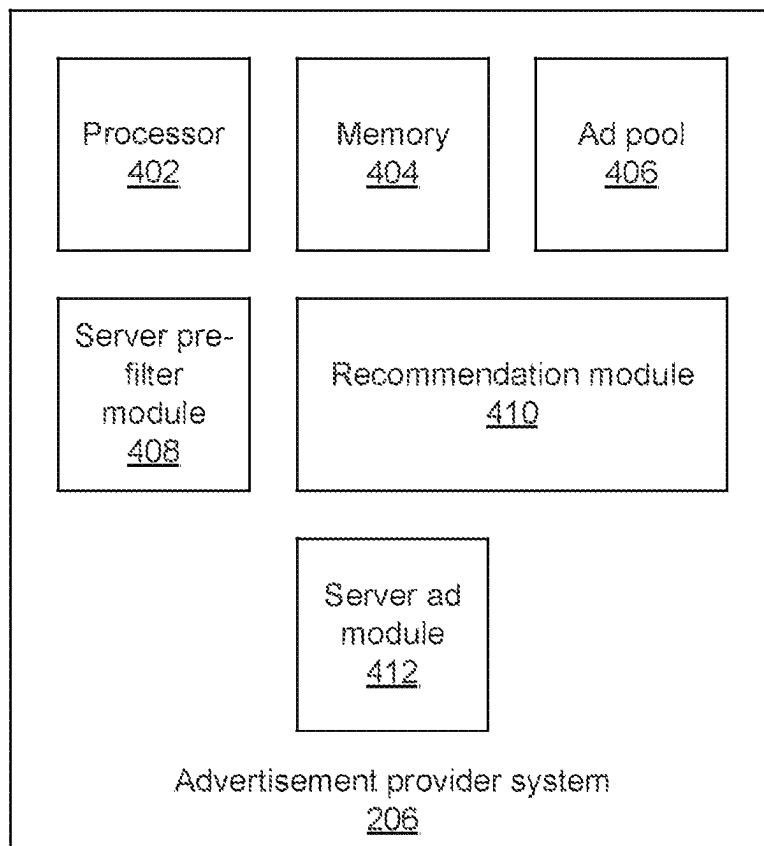 Processor
402
Memory
404
Ad pool
406
Server pre-
filter
module
408
Recommendation module
410
Server ad
module
412
Advertisement provider system
206